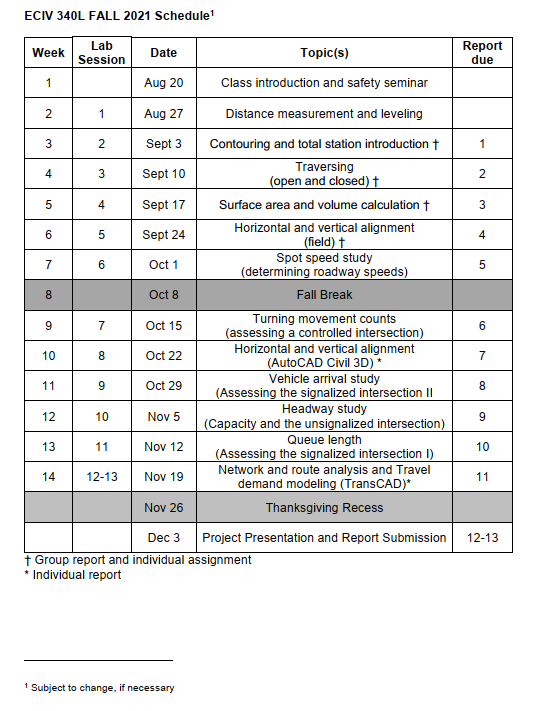 ECIV 340L FALL 2021 Schedule1
Week Lab Session Date Topic(s) Report due
1 Aug 20 Class introduction and safety seminar
2 1 Aug 27 Distance measurement and leveling
3 2 Sept 3 Contouring and total station introduction † 1
4 3 Sept 10 Traversing (open and closed) † 2
5 4 Sept 17 Surface area and volume calculation † 3
6 5 Sept 24 Horizontal and vertical alignment (field) † 4
7 6 Oct 1 Spot speed study (determining roadway speeds) 5
8 Oct 8 Fall Break
9 7 Oct 15 Turning movement counts (assessing a controlled intersection) 6
10 8 Oct 22 Horizontal and vertical alignment (AutoCAD Civil 3D) * 7
11 9 Oct 29 Vehicle arrival study (Assessing the signalized intersection II 8
12 10 Nov 5 Headway study (Capacity and the unsignalized intersection) 9
13 11 Nov 12 Queue length (Assessing the signalized intersection I) 10
14 12-13 Nov 19 Network and route analysis and Travel demand modeling (TransCAD)* 11
Nov 26 Thanksgiving Recess
Dec 3 Project Presentation and Report Submission 12-13
† Group report and individual assignment
* Individual report
1 Subject to change, if necessary